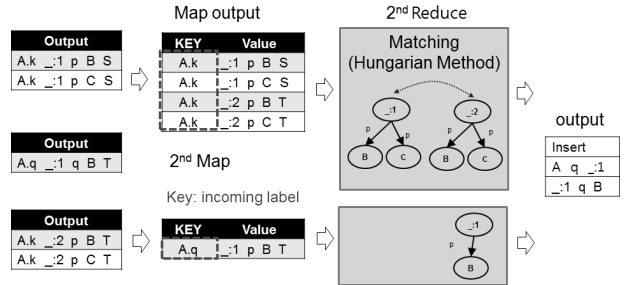 Map output
2nd Reduce
Output
A.k _:1 p B S
A.k _:1 p C S
KEY Value
A.k _:1 p B S
A.k _:1 p C S
A.k _:2 p B T
A.k _:2 p C T
Matching
(Hungarian Method)
_:1 _:2
p p p p
B C B C
output
Insert
A q _:1
_:1 q B
Output
A.q _:1 q B T
2nd Map
Key: incoming label
Output
A.k _:2 p B T
A.k _:2 p C T
KEY Value
A.q _:1 p B T
_:1
p
B